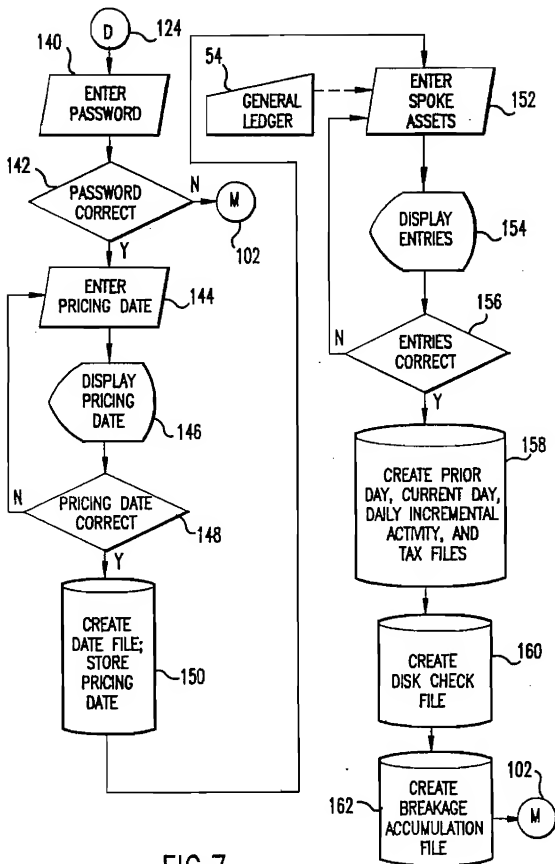 D
124
140
ENTER
PASSWORD
142
PASSWORD
CORRECT
N
M
102
Y
ENTER
PRICING DATE
144
DISPLAY
PRICING
DATE
146
N
PRICING DATE
CORRECT
148
Y
CREATE
DATE FILE;
STORE
PRICING
DATE
150
54
GENERAL
LEDGER
ENTER
SPOKE
ASSETS
152
DISPLAY
ENTRIES
154
156
N
ENTRIES
CORRECT
Y
158
CREATE PRIOR
DAY, CURRENT DAY,
DAILY INCREMENTAL
ACTIVITY, AND
TAX FILES
160
CREATE
DISK CHECK
FILE
162
CREATE
BREAKAGE
ACCUMULATION
FILE
102
M
FIG.7